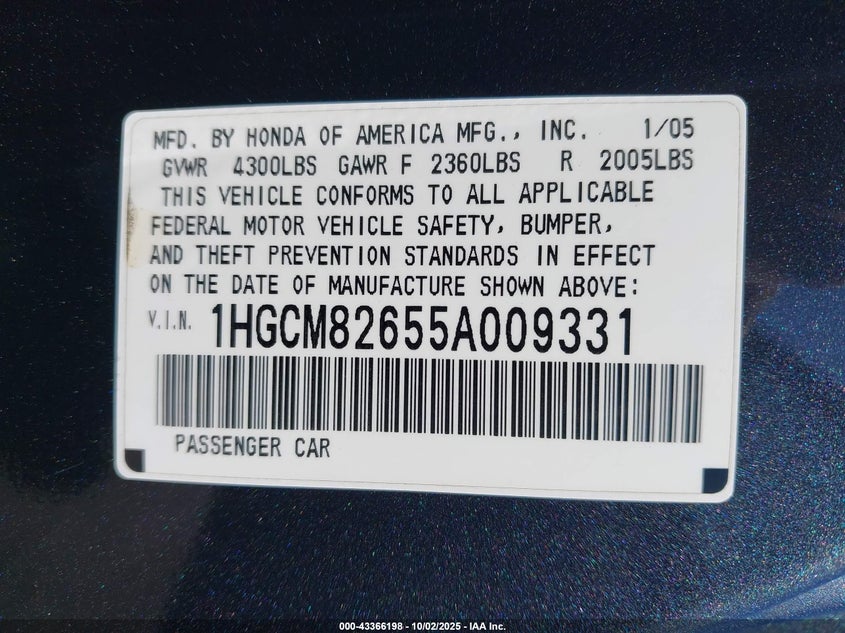 MFD. BY HONDA OF AMERICA MFG., INC. 1/05
GVWR 4300LBS GAWR F 2360LBS R 2005LBS
THIS VEHICLE CONFORMS TO ALL APPLICABLE
FEDERAL MOTOR VEHICLE SAFETY, BUMPER,
AND THEFT PREVENTION STANDARDS IN EFFECT
ON THE DATE OF MANUFACTURE SHOWN ABOVE:
V.I.N. 1HGCM82655A009331
PASSENGER CAR
000-43366198 - 10/02/2025 - IAA Inc.